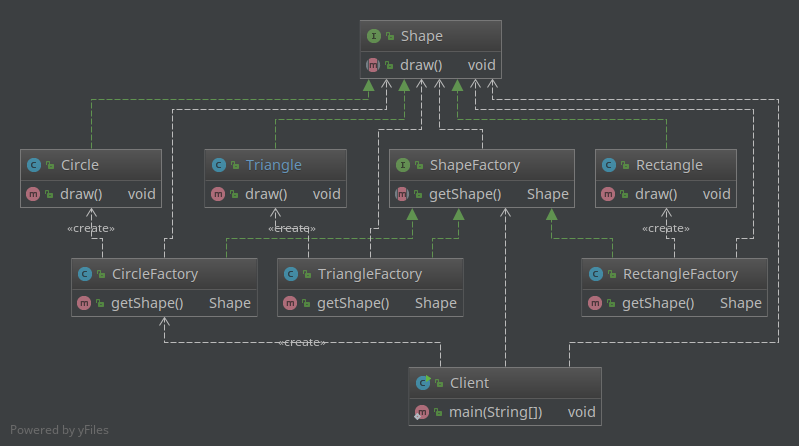 Shape
draw() void
Circle
draw() void
Triangle
draw() void
ShapeFactory
getShape() Shape
Rectangle
draw() void
«create»
«create»
«create»
CircleFactory
getShape() Shape
TriangleFactory
getShape() Shape
RectangleFactory
getShape() Shape
«create»
Client
main(String[]) void
Powered by yFiles